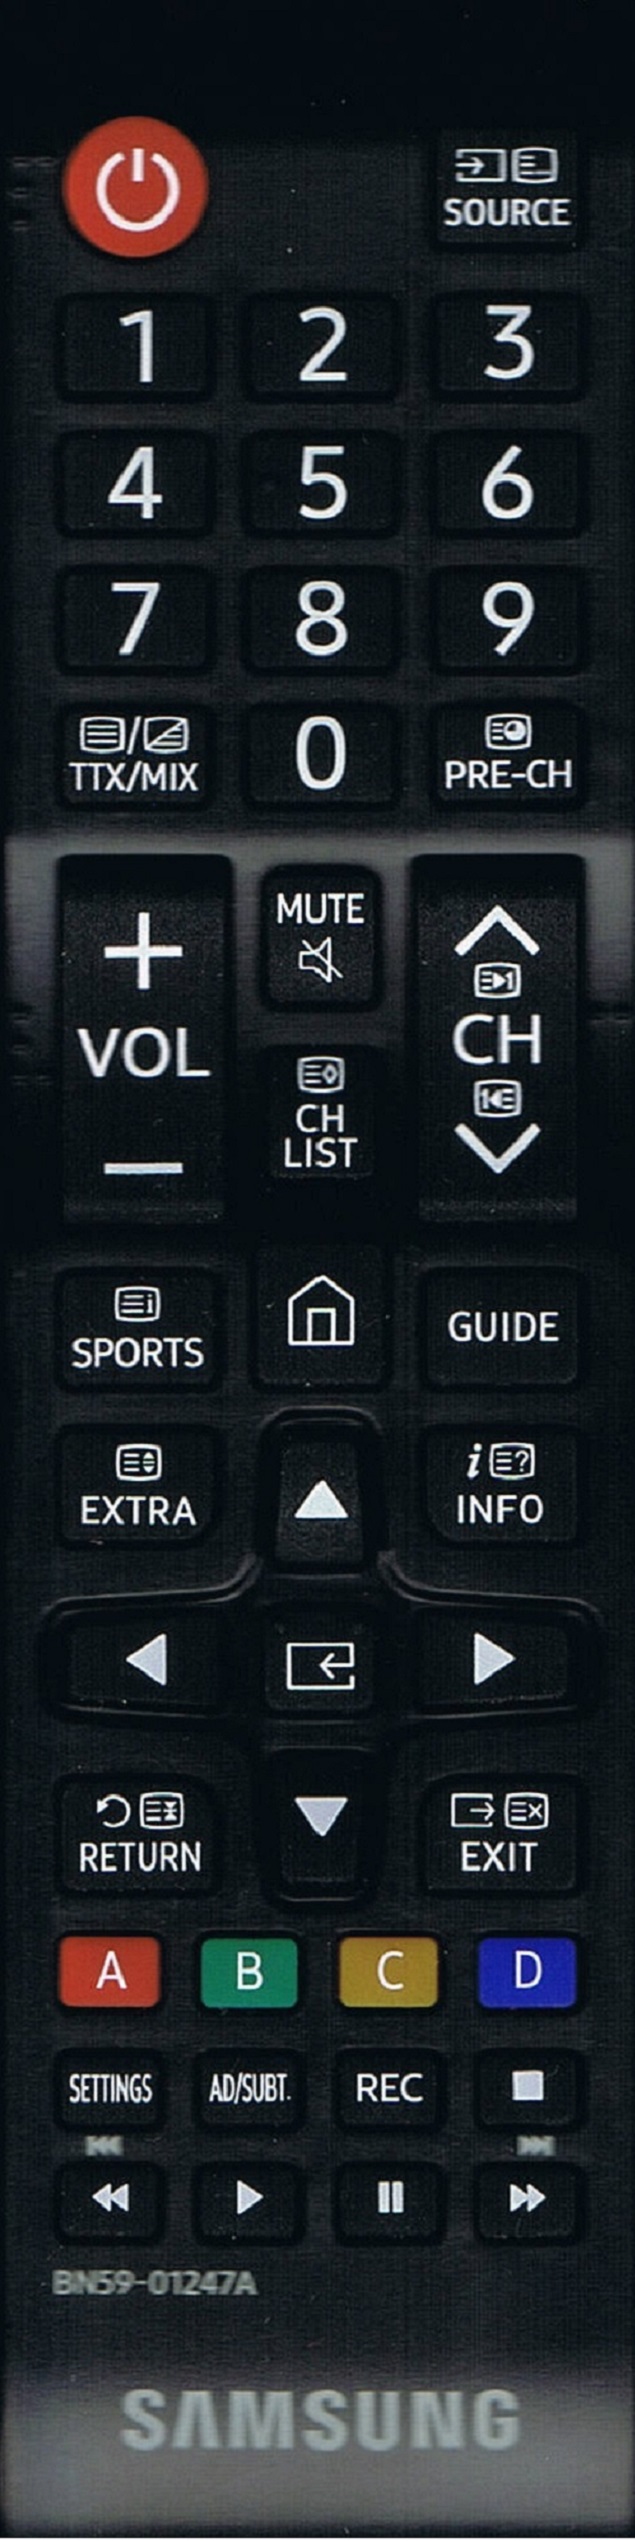 SOURCE
1 2 3
4 5 6
7 8 9
TTX/MIX 0 PRE-CH
MUTE
VOL CH
CH
LIST
SPORTS GUIDE
EXTRA INFO
RETURN EXIT
A B C D
SETTINGS AD/SUBT. REC
BN59-01247A
SAMSUNG